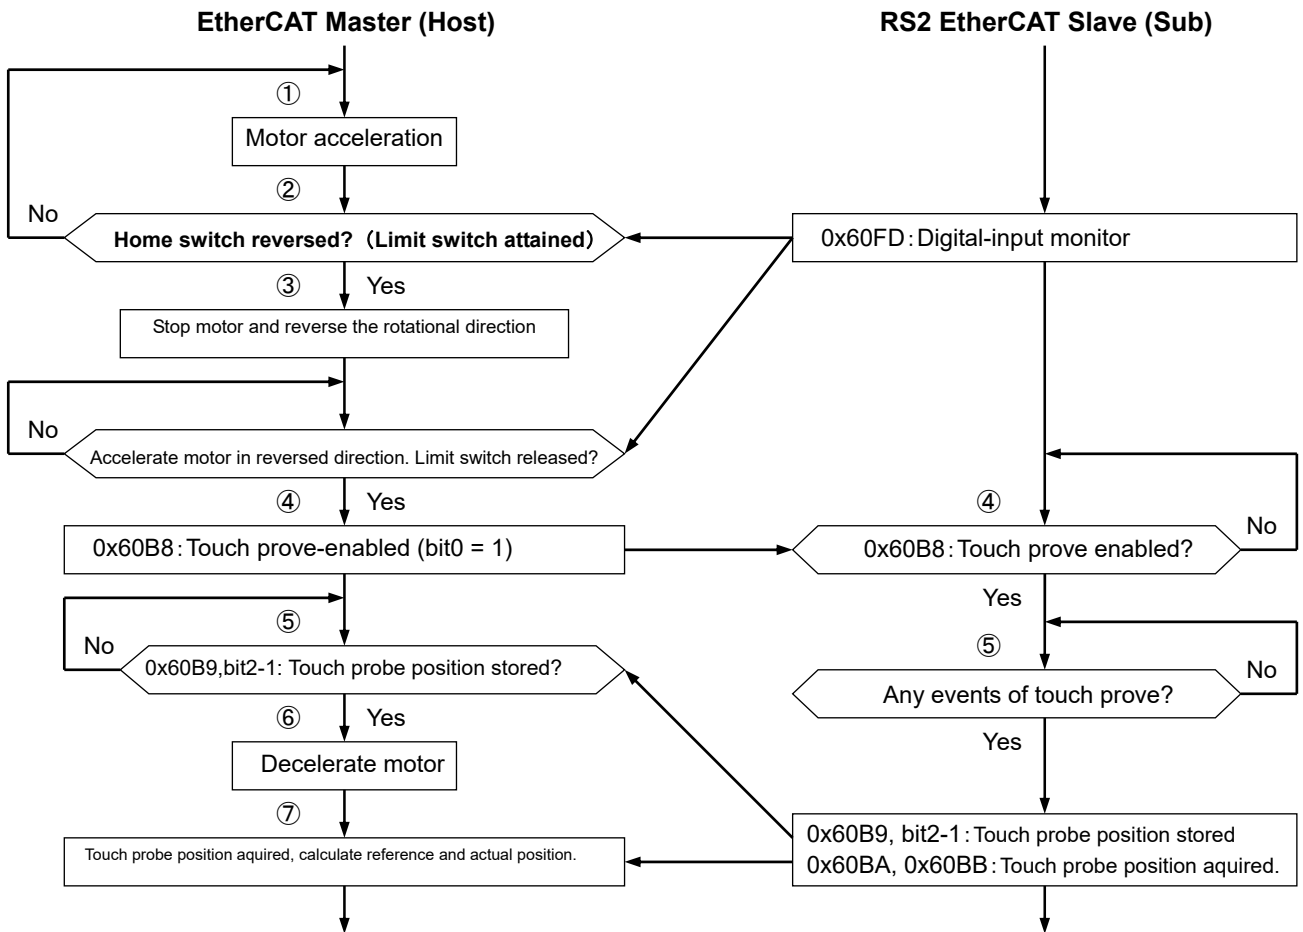 EtherCAT Master (Host)
RS2 EtherCAT Slave (Sub)
①
Motor acceleration
②
No
Home switch reversed?（Limit switch attained）
0x60FD：Digital-input monitor
③
Yes
Stop motor and reverse the rotational direction
No
Accelerate motor in reversed direction. Limit switch released?
④
Yes
④
No
0x60B8：Touch prove-enabled (bit0 = 1)
0x60B8：Touch prove enabled?
Yes
⑤
No
0x60B9,bit2-1: Touch probe position stored?
⑤
No
Any events of touch prove?
⑥
Yes
Yes
Decelerate motor
⑦
Touch probe position aquired, calculate reference and actual position.
0x60B9, bit2-1：Touch probe position stored
0x60BA, 0x60BB：Touch probe position aquired.